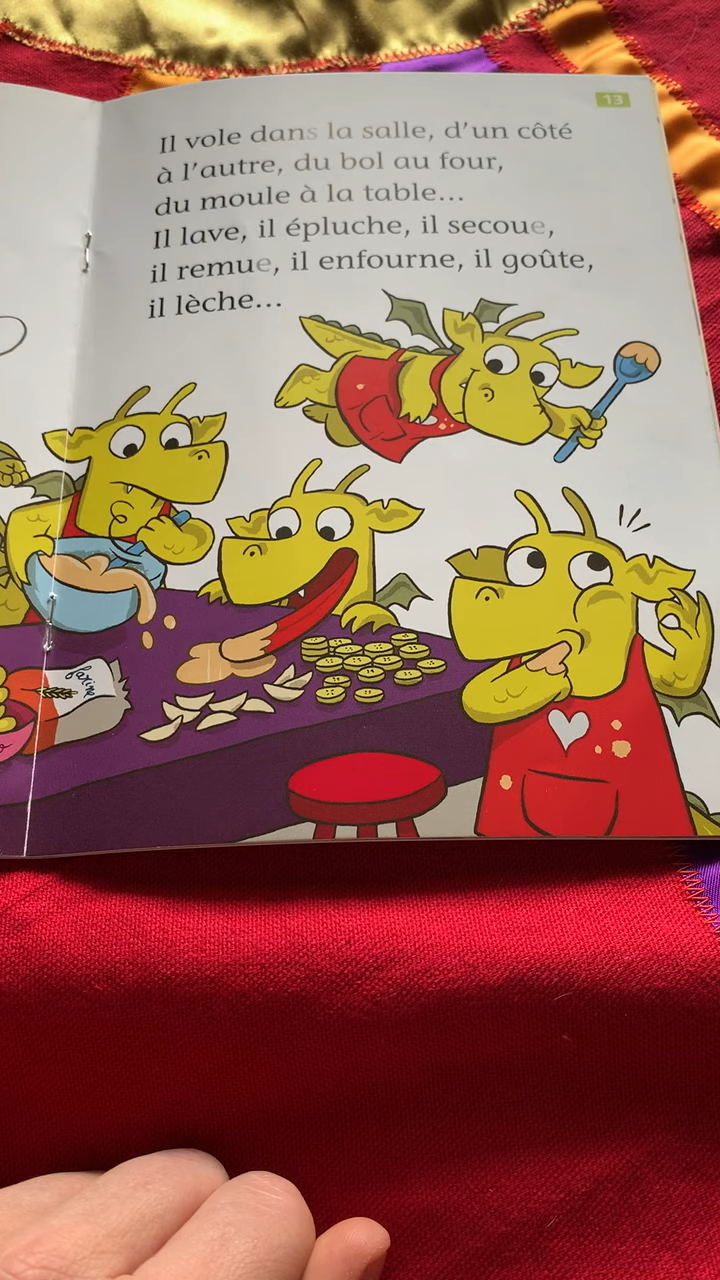 13
Il vole dans la salle, d'un côté
à l'autre, du bol au four,
du moule à la table...
Il lave, il épluche, il secoue,
il remue, il enfourne, il goûte,
il lèche...
farine